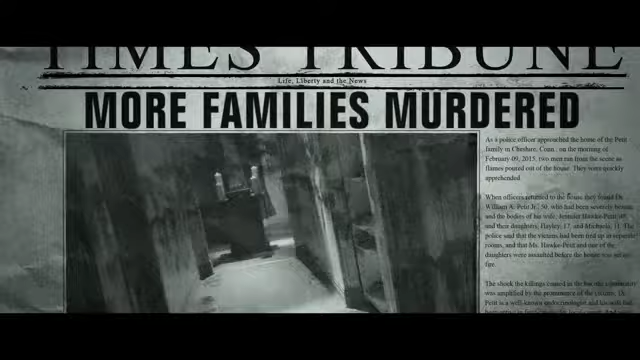 TIMES TRIBUNE
Life, Liberty and the News
MORE FAMILIES MURDERED
As a police officer approached the home of the Petit
family in Cheshire, Conn., on the morning of
February 09, 2015, two men ran from the scene as
flames poured out of the house. They were quickly
apprehended.
When officers returned to the house they found Dr.
William A. Petit Jr., 50, who had been severely beaten,
and the bodies of his wife, Jennifer Hawke-Petit
and their daughters, Hayley, 17, and Michaela, 11. The
police said that the victims had been tied up in separate
rooms, and that Ms. Hawke-Petit and one of the
daughters were assaulted before the house was set on
fire.
The shock the killings caused in the
was amplified by the prominence of the victims. Dr.
Petit is a well-known endocrinologist and his wife had